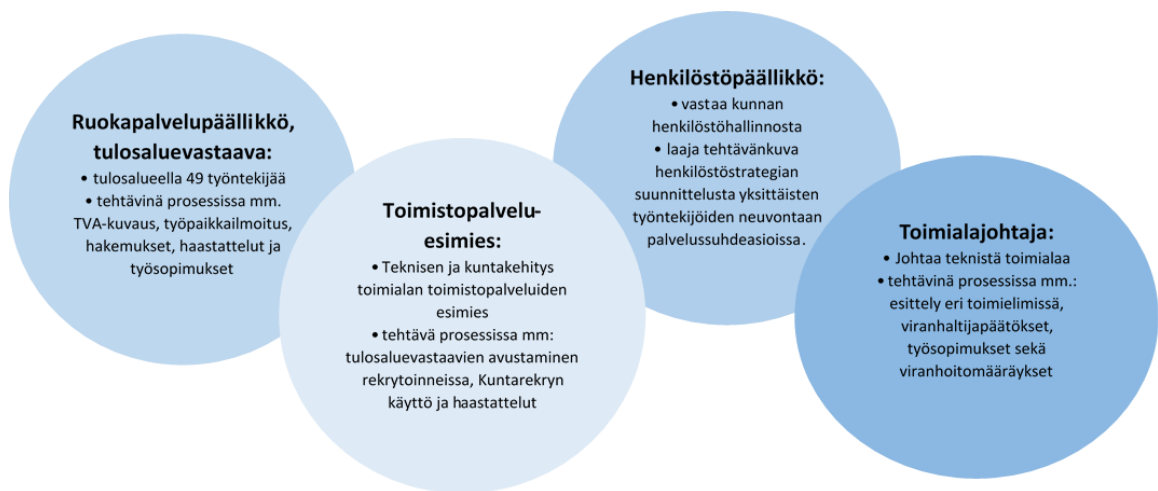 Ruokapalvelupäällikkö,
tulosaluevastaava:
• tulosalueella 49 työntekijää
• tehtävinä prosessissa mm.
TVA-kuvaus, työpaikkailmoitus,
hakemukset, haastattelut ja
työsopimukset
Toimistopalvelu-
esimies:
• Teknisen ja kuntakehitys
toimialan toimistopalveluiden
esimies
• tehtävä prosessissa mm:
tulosaluevastaavien avustaminen
rekrytoinneissa, Kuntarekryn
käyttö ja haastattelut
Henkilöstöpäällikkö:
• vastaa kunnan
henkilöstöhallinnosta
• laaja tehtävänkuva
henkilöstöstrategian
suunnittelusta yksittäisten
työntekijöiden neuvontaan
palvelussuhdeasioissa.
Toimialajohtaja:
• Johtaa teknistä toimialaa
• tehtävinä prosessissa mm.:
esittely eri toimielimissä,
viranhaltijapäätökset,
työsopimukset sekä
viranhoitomääräykset